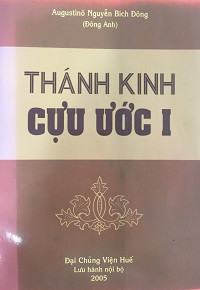 Augustinô Nguyễn Bích Đông
(Đông Anh)
THÁNH KINH
CỰU ƯỚC I
Đại Chủng Viện Huế
Lưu hành nội bộ
2005